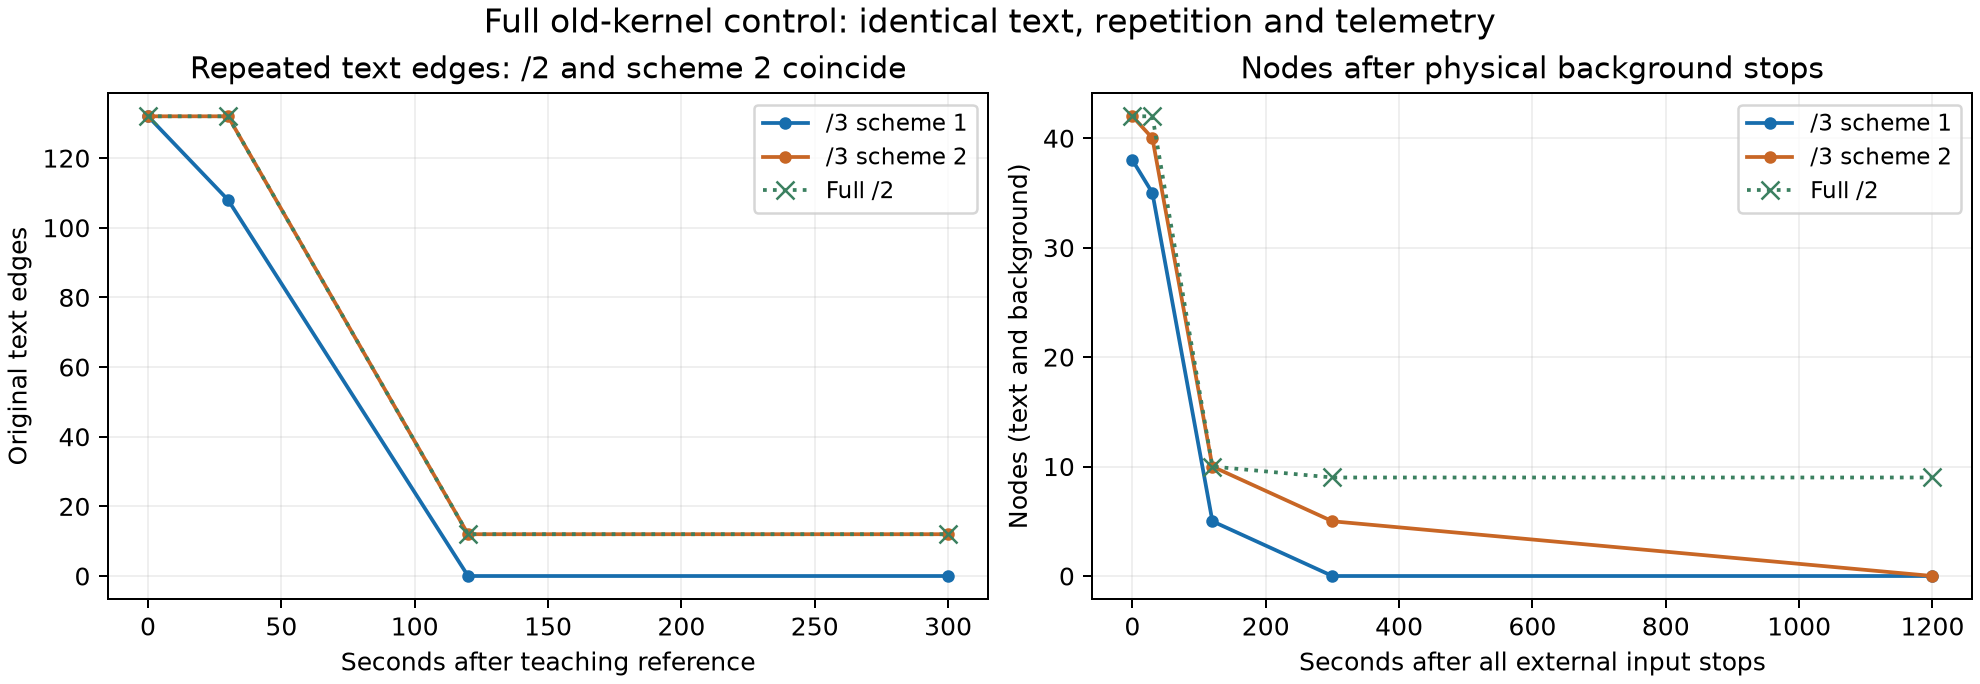 Full old-kernel control: identical text, repetition and telemetry
Repeated text edges: /2 and scheme 2 coincide
Original text edges
120
100
80
60
40
20
0
/3 scheme 1
/3 scheme 2
Full /2
0 50 100 150 200 250 300
Seconds after teaching reference
Nodes after physical background stops
Nodes (text and background)
40
30
20
10
0
/3 scheme 1
/3 scheme 2
Full /2
0 200 400 600 800 1000 1200
Seconds after all external input stops